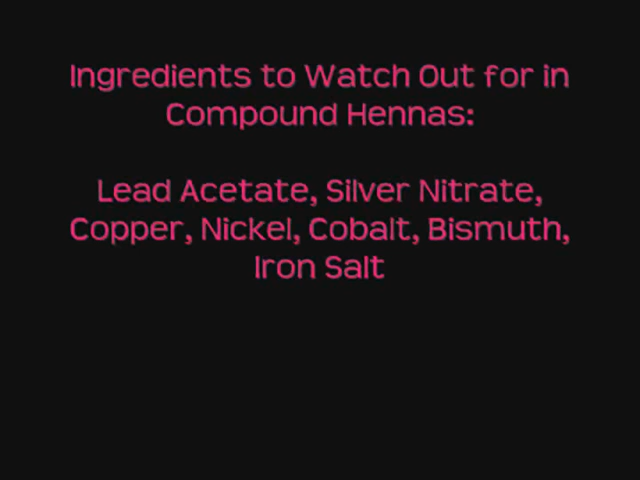 Ingredients to Watch Out for in
Compound Hennas:
Lead Acetate, Silver Nitrate,
Copper, Nickel, Cobalt, Bismuth,
Iron Salt